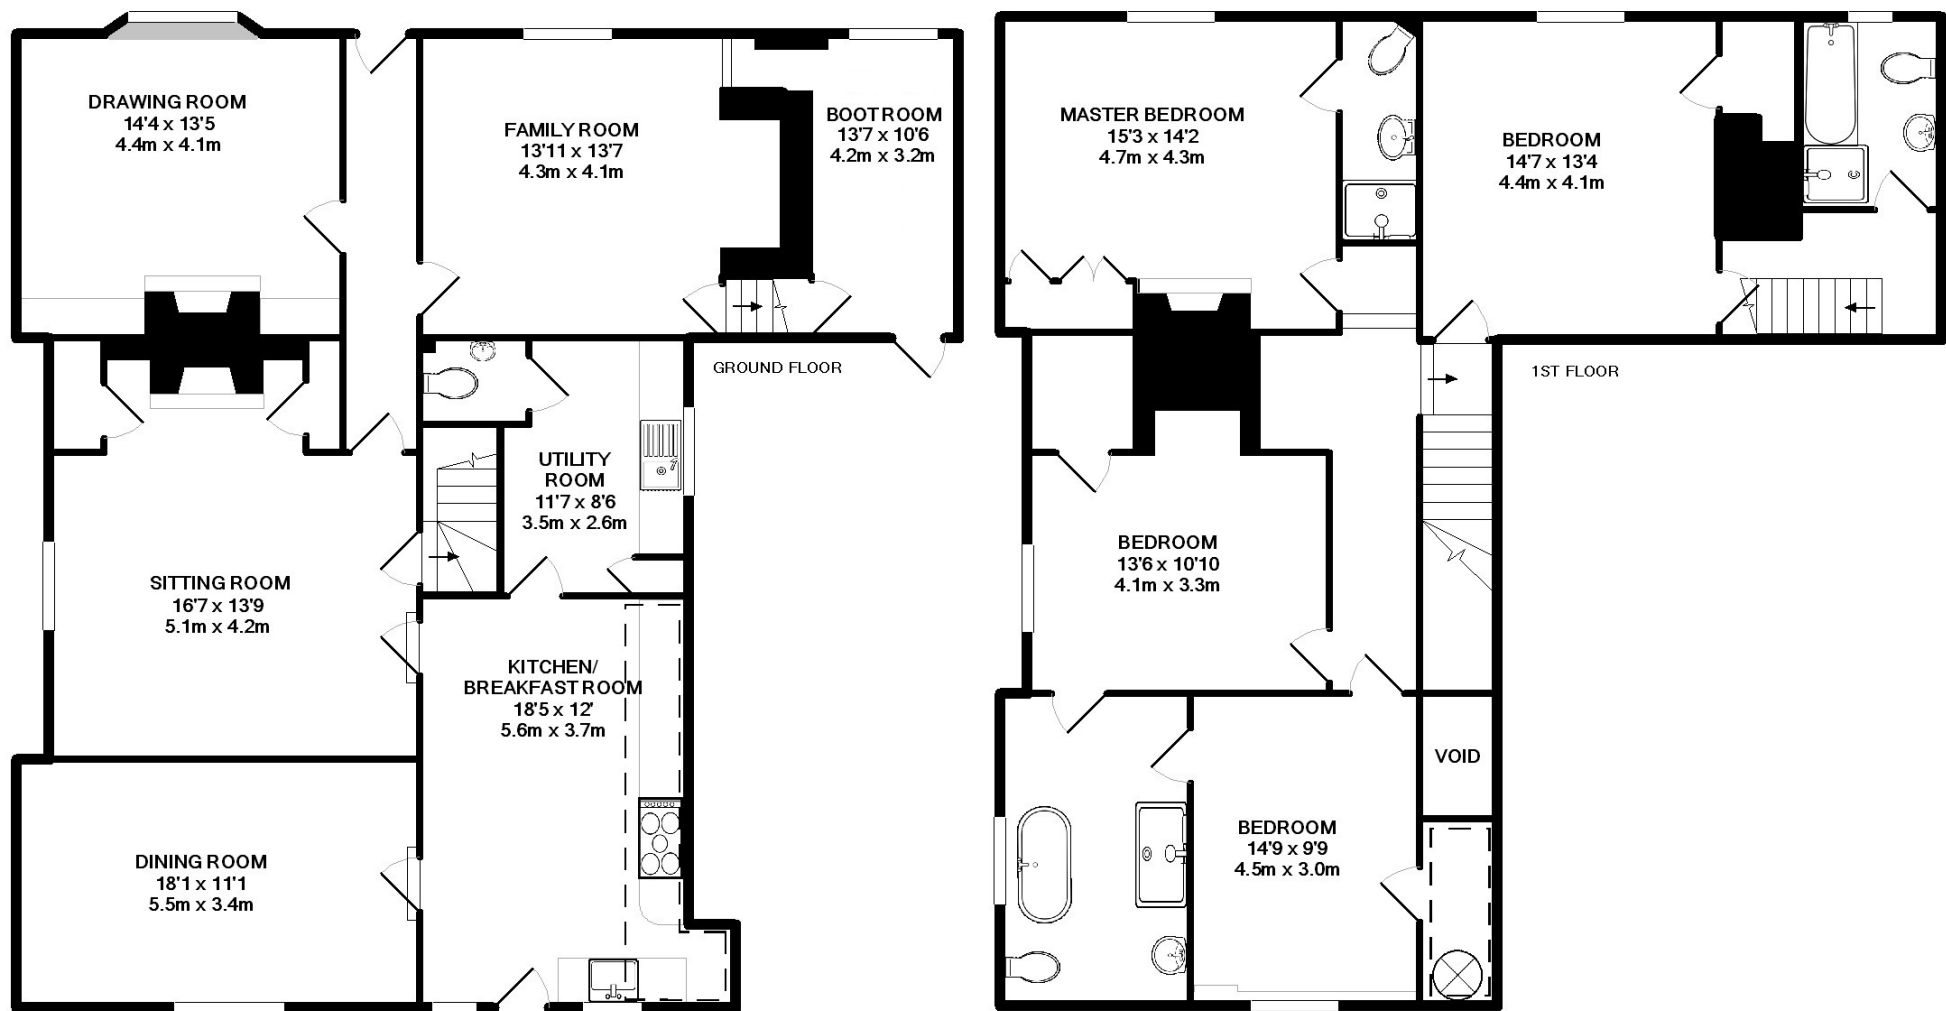 DRAWING ROOM
14'4 x 13'5
4.4m x 4.1m
FAMILY ROOM
13'11 x 13'7
4.3m x 4.1m
BOOT ROOM
13'7 x 10'6
4.2m x 3.2m
GROUND FLOOR
UTILITY
ROOM
11'7 x 8'6
3.5m x 2.6m
SITTING ROOM
16'7 x 13'9
5.1m x 4.2m
KITCHEN/
BREAKFAST ROOM
18'5 x 12'
5.6m x 3.7m
DINING ROOM
18'1 x 11'1
5.5m x 3.4m
MASTER BEDROOM
15'3 x 14'2
4.7m x 4.3m
BEDROOM
14'7 x 13'4
4.4m x 4.1m
1ST FLOOR
BEDROOM
13'6 x 10'10
4.1m x 3.3m
VOID
BEDROOM
14'9 x 9'9
4.5m x 3.0m